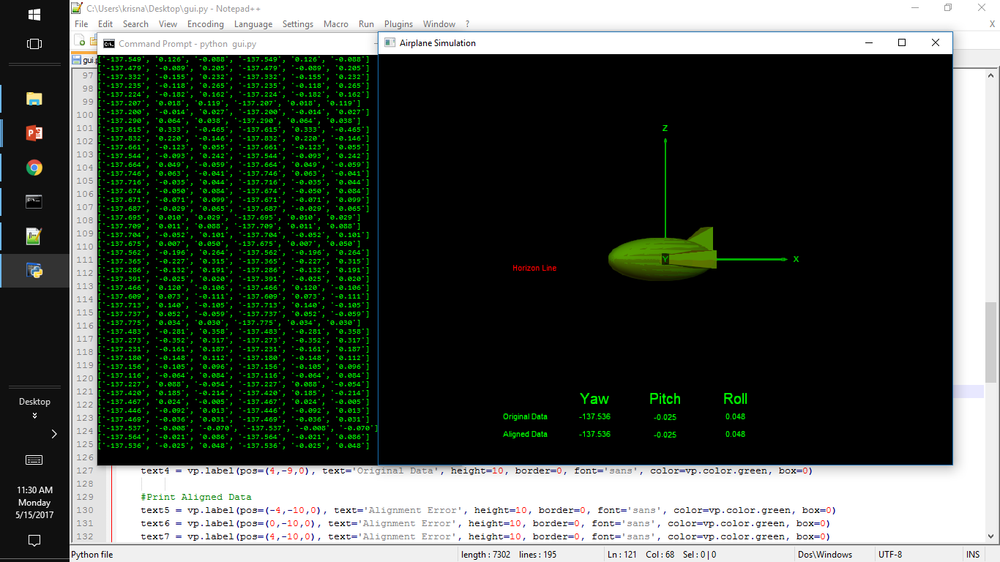 C:\Users\krisna\Desktop\gui.py - Notepad++
File Edit Search View Encoding Language Settings Macro Run Plugins Window ? X
Command Prompt - python gui.py
Airplane Simulation
gui.
['-137.549', '0.126', '-0.088', '-137.549', '0.126', '-0.088']
['-137.479', '-0.089', '0.205', '-137.479', '-0.089', '0.205']
['-137.332', '-0.155', '0.232', '-137.332', '-0.155', '0.232']
['-137.235', '-0.118', '0.265', '-137.235', '-0.118', '0.265']
['-137.224', '-0.182', '0.162', '-137.224', '-0.182', '0.162']
['-137.207', '0.018', '0.119', '-137.207', '0.018', '0.119']
['-137.200', '-0.014', '0.027', '-137.200', '-0.014', '0.027']
['-137.290', '0.064', '0.038', '-137.290', '0.064', '0.038']
['-137.615', '0.333', '-0.465', '-137.615', '0.333', '-0.465']
['-137.832', '0.220', '-0.146', '-137.832', '0.220', '-0.146']
['-137.661', '-0.123', '0.055', '-137.661', '-0.123', '0.055']
['-137.544', '-0.093', '0.242', '-137.544', '-0.093', '0.242']
['-137.664', '0.049', '-0.059', '-137.664', '0.049', '-0.059']
['-137.746', '0.063', '-0.041', '-137.746', '0.063', '-0.041']
['-137.716', '-0.035', '0.044', '-137.716', '-0.035', '0.044']
['-137.674', '-0.050', '0.084', '-137.674', '-0.050', '0.084']
['-137.671', '-0.071', '0.099', '-137.671', '-0.071', '0.099']
['-137.687', '-0.029', '0.065', '-137.687', '-0.029', '0.065']
['-137.695', '0.010', '0.029', '-137.695', '0.010', '0.029']
['-137.709', '0.011', '0.088', '-137.709', '0.011', '0.088']
['-137.704', '-0.052', '0.101', '-137.704', '-0.052', '0.101']
['-137.675', '0.007', '0.050', '-137.675', '0.007', '0.050']
['-137.562', '-0.196', '0.264', '-137.562', '-0.196', '0.264']
['-137.365', '-0.227', '0.315', '-137.365', '-0.227', '0.315']
['-137.286', '-0.132', '0.191', '-137.286', '-0.132', '0.191']
['-137.391', '-0.025', '0.020', '-137.391', '-0.025', '0.020']
['-137.466', '0.120', '-0.106', '-137.466', '0.120', '-0.106']
['-137.609', '0.073', '-0.111', '-137.609', '0.073', '-0.111']
['-137.713', '0.140', '-0.105', '-137.713', '0.140', '-0.105']
['-137.737', '0.052', '-0.059', '-137.737', '0.052', '-0.059']
['-137.775', '0.034', '0.030', '-137.775', '0.034', '0.030']
['-137.483', '-0.281', '0.358', '-137.483', '-0.281', '0.358']
['-137.273', '-0.352', '0.317', '-137.273', '-0.352', '0.317']
['-137.231', '-0.161', '0.187', '-137.231', '-0.161', '0.187']
['-137.180', '-0.148', '0.112', '-137.180', '-0.148', '0.112']
['-137.156', '-0.105', '0.096', '-137.156', '-0.105', '0.096']
['-137.116', '-0.064', '0.084', '-137.116', '-0.064', '0.084']
['-137.227', '0.088', '-0.054', '-137.227', '0.088', '-0.054']
['-137.420', '0.185', '-0.214', '-137.420', '0.185', '-0.214']
['-137.467', '0.024', '-0.005', '-137.467', '0.024', '-0.005']
['-137.446', '-0.092', '0.013', '-137.446', '-0.092', '0.013']
['-137.469', '-0.036', '0.031', '-137.469', '-0.036', '0.031']
['-137.537', '-0.008', '-0.070', '-137.537', '-0.008', '-0.070']
['-137.564', '-0.021', '0.086', '-137.564', '-0.021', '0.086']
['-137.536', '-0.025', '0.048', '-137.536', '-0.025', '0.048']
Z
Y
X
Horizon Line
Yaw Pitch Roll
Original Data -137.536 -0.025 0.048
Aligned Data -137.536 -0.025 0.048
97
98
99
100
101
102
103
104
105
106
107
108
109
110
111
112
113
114
115
116
117
118
119
120
121
122
123
124
125
126
127 text4 = vp.label(pos=(4,-9,0), text='Original Data', height=10, border=0, font='sans', color=vp.color.green, box=0)
128
129 #Print Aligned Data
130 text5 = vp.label(pos=(-4,-10,0), text='Alignment Error', height=10, border=0, font='sans', color=vp.color.green, box=0)
131 text6 = vp.label(pos=(0,-10,0), text='Alignment Error', height=10, border=0, font='sans', color=vp.color.green, box=0)
132 text7 = vp.label(pos=(4,-10,0), text='Alignment Error', height=10, border=0, font='sans', color=vp.color.green, box=0)
Python file length : 7302 lines : 195 Ln : 121 Col : 68 Sel : 0 | 0 Dos\Windows UTF-8 INS
Desktop
11:30 AM
Monday
5/15/2017